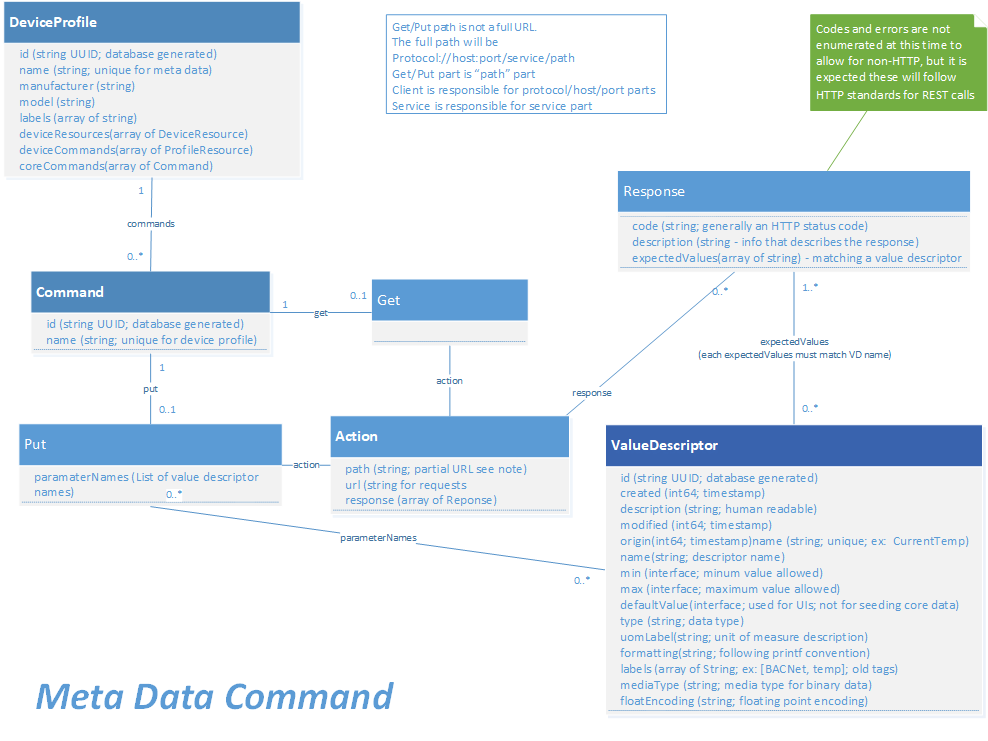 DeviceProfile
id (string UUID; database generated)
name (string; unique for meta data)
manufacturer (string)
model (string)
labels (array of string)
deviceResources(array of DeviceResource)
deviceCommands(array of ProfileResource)
coreCommands(array of Command)
Get/Put path is not a full URL.
The full path will be
Protocol://host:port/service/path
Get/Put part is “path” part
Client is responsible for protocol/host/port parts
Service is responsible for service part
Codes and errors are not
enumerated at this time to
allow for non-HTTP, but it is
expected these will follow
HTTP standards for REST calls
1
commands
0..*
Response
code (string; generally an HTTP status code)
description (string - info that describes the response)
expectedValues(array of string) - matching a value descriptor
Command
id (string UUID; database generated)
name (string; unique for device profile)
1
get
0..1
Get
0..*
1..*
expectedValues
(each expectedValues must match VD name)
0..*
1
put
0..1
action
response
Put
paramaterNames (List of value descriptor
names)
0..*
action
Action
path (string; partial URL see note)
url (string for requests
response (array of Reponse)
parameterNames
0..*
ValueDescriptor
id (string UUID; database generated)
created (int64; timestamp)
description (string; human readable)
modified (int64; timestamp)
origin(int64; timestamp)name (string; unique; ex:  CurrentTemp)
name(string; descriptor name)
min (interface; minum value allowed)
max (interface; maximum value allowed)
defaultValue(interface; used for UIs; not for seeding core data)
type (string; data type)
uomLabel(string; unit of measure description)
formatting(string; following printf convention)
labels (array of String; ex: [BACNet, temp]; old tags)
mediaType (string; media type for binary data)
floatEncoding (string; floating point encoding)
Meta Data Command